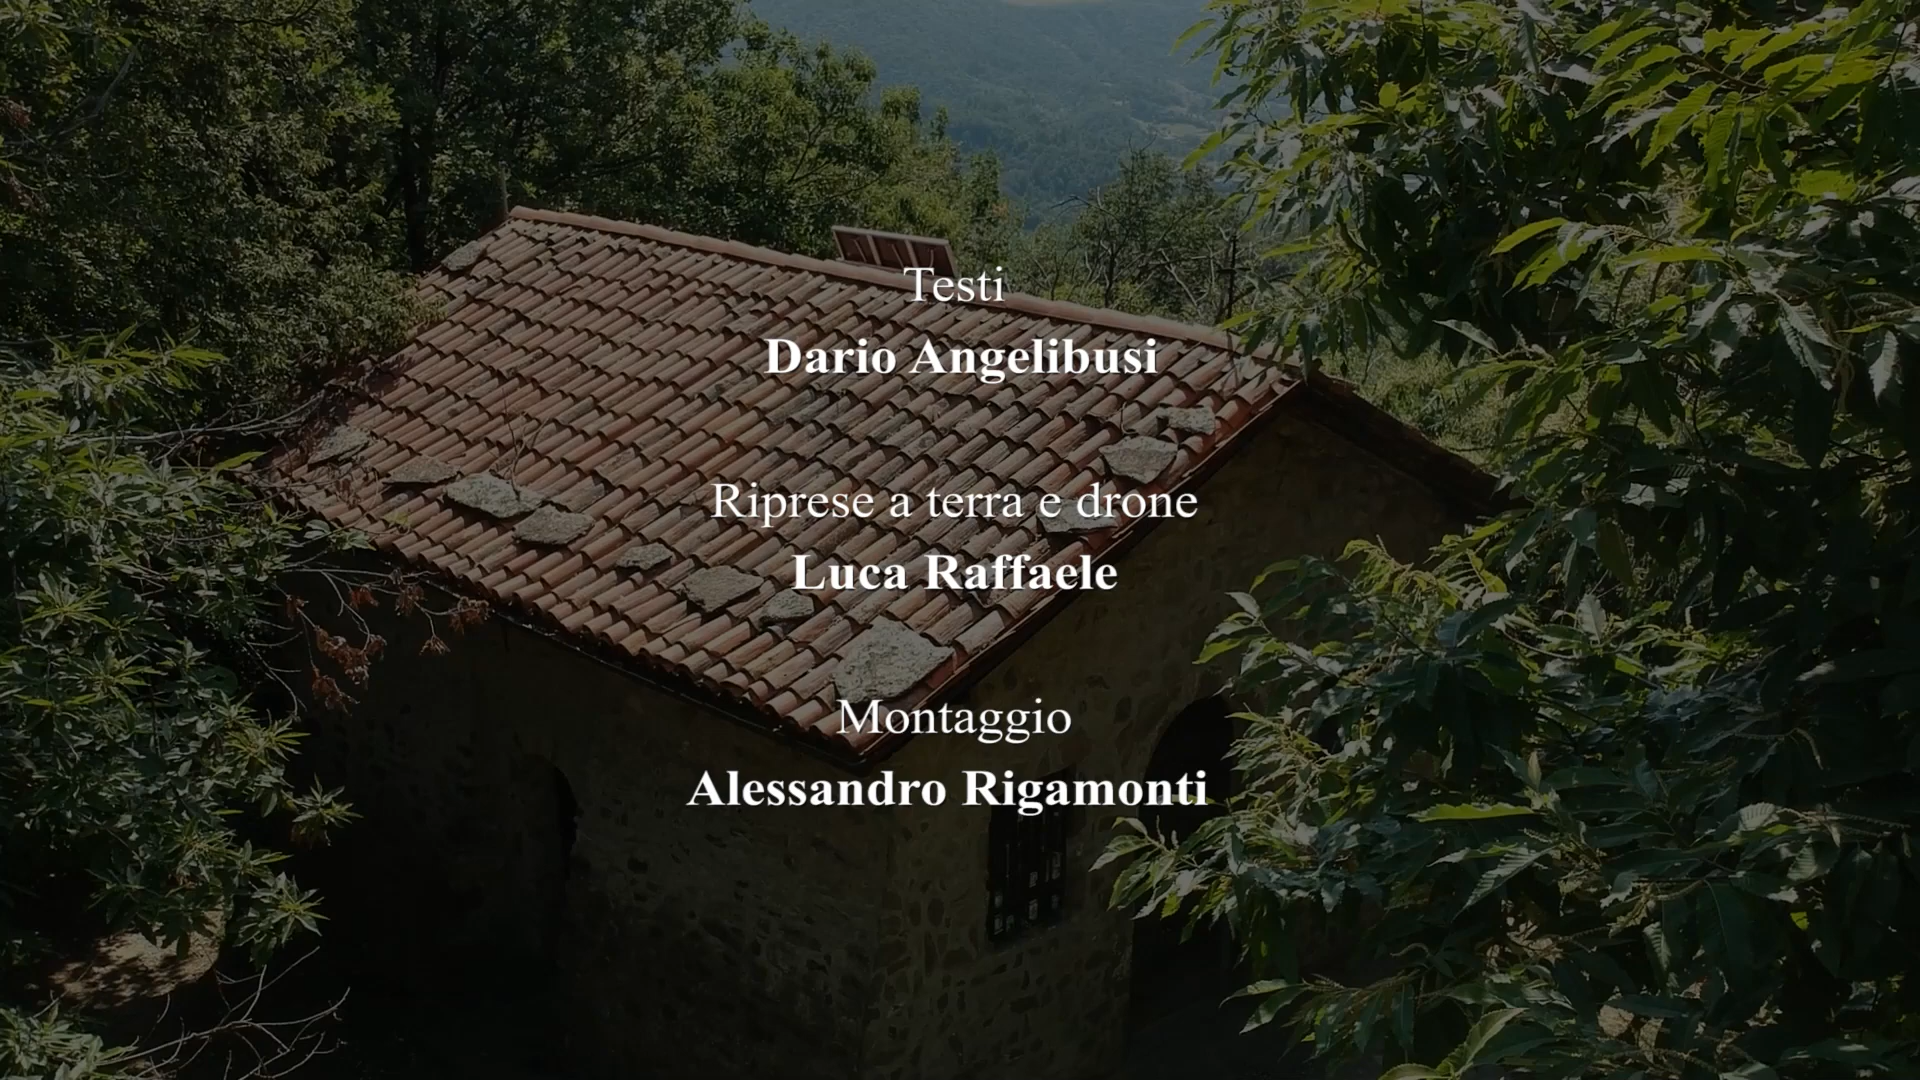 Testi
Dario Angelibusi
Riprese a terra e drone
Luca Raffaele
Montaggio
Alessandro Rigamonti